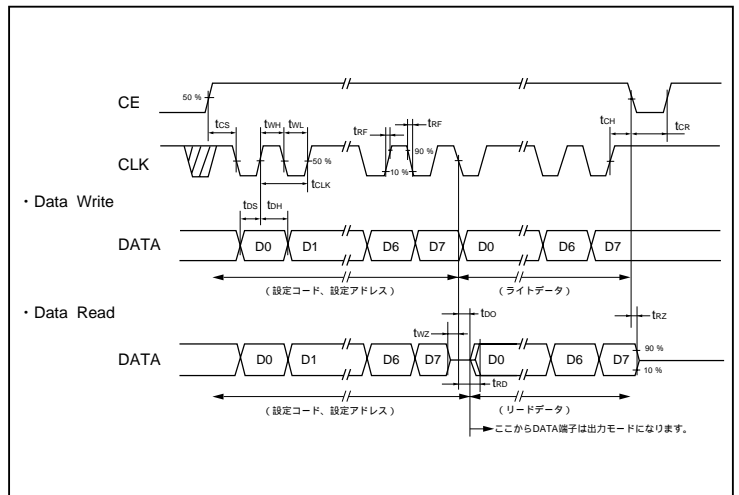 CE
50 %
tCS
tWH
tWL
tRF
tRF
tCH
tCR
CLK
50 %
90 %
10 %
tCLK
・Data Write
tDS
tDH
DATA
D0
D1
D6
D7
D0
D6
D7
(設定コード、設定アドレス)
(ライトデータ)
・Data Read
tDO
tRZ
tWZ
DATA
D0
D1
D6
D7
D0
D6
D7
90 %
10 %
tRD
(設定コード、設定アドレス)
(リードデータ)
ここからDATA端子は出力モードになります。